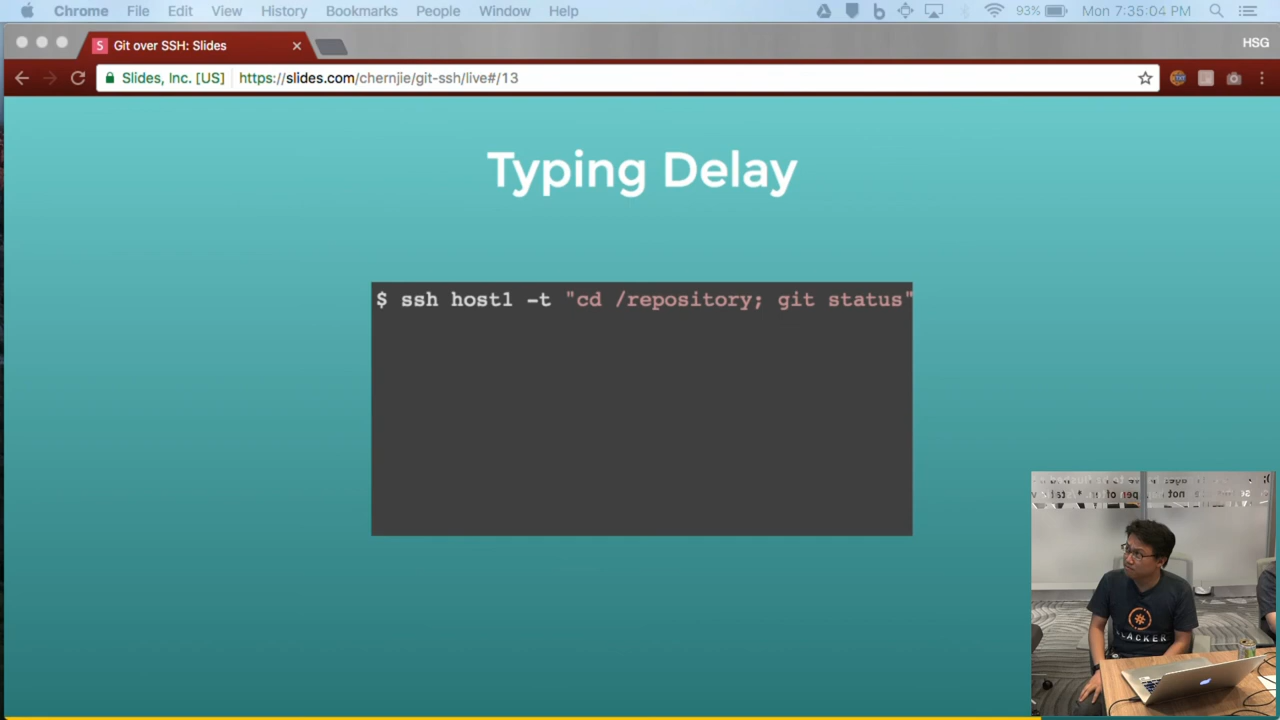 Chrome File Edit View History Bookmarks People Window Help 93% Mon 7:35:04 PM
S Git over SSH: Slides HSG
Slides, Inc. [US] https://slides.com/chernjie/git-ssh/live#/13
Typing Delay
$ ssh host1 -t "cd /repository; git status"